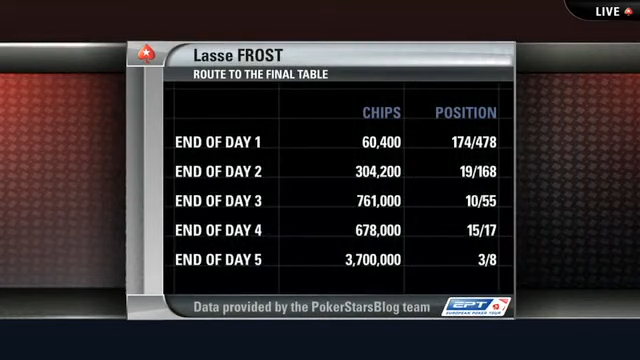 LIVE
Lasse FROST
ROUTE TO THE FINAL TABLE
CHIPS POSITION
END OF DAY 1 60,400 174/478
END OF DAY 2 304,200 19/168
END OF DAY 3 761,000 10/55
END OF DAY 4 678,000 15/17
END OF DAY 5 3,700,000 3/8
Data provided by the PokerStarsBlog team
EPT
EUROPEAN POKER TOUR